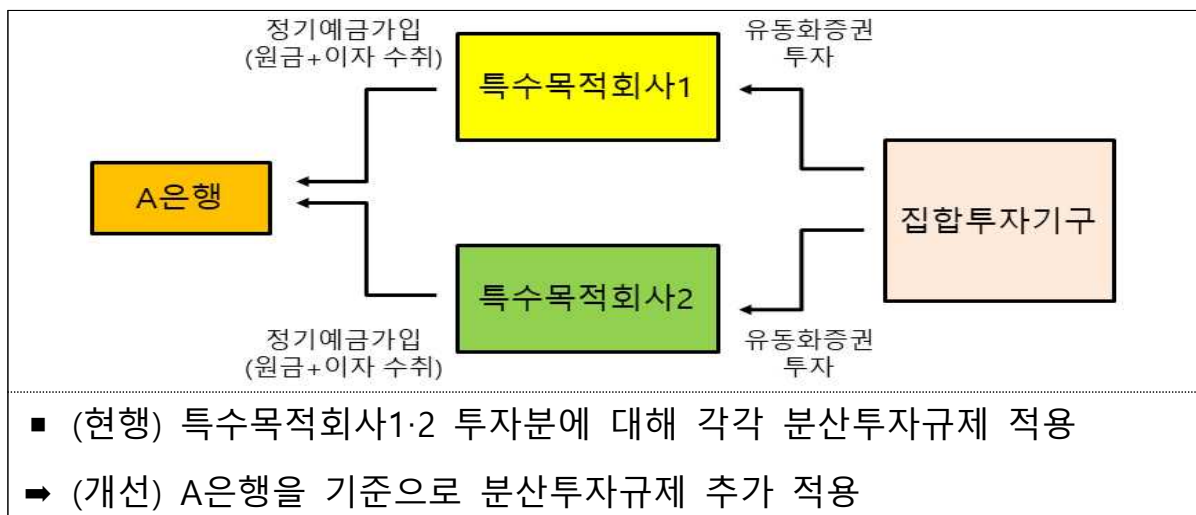 정기예금가입
(원금+이자 수취)
특수목적회사1
유동화증권
투자
A은행
집합투자기구
특수목적회사2
정기예금가입
(원금+이자 수취)
유동화증권
투자
▪ (현행) 특수목적회사1·2 투자분에 대해 각각 분산투자규제 적용
➡ (개선) A은행을 기준으로 분산투자규제 추가 적용